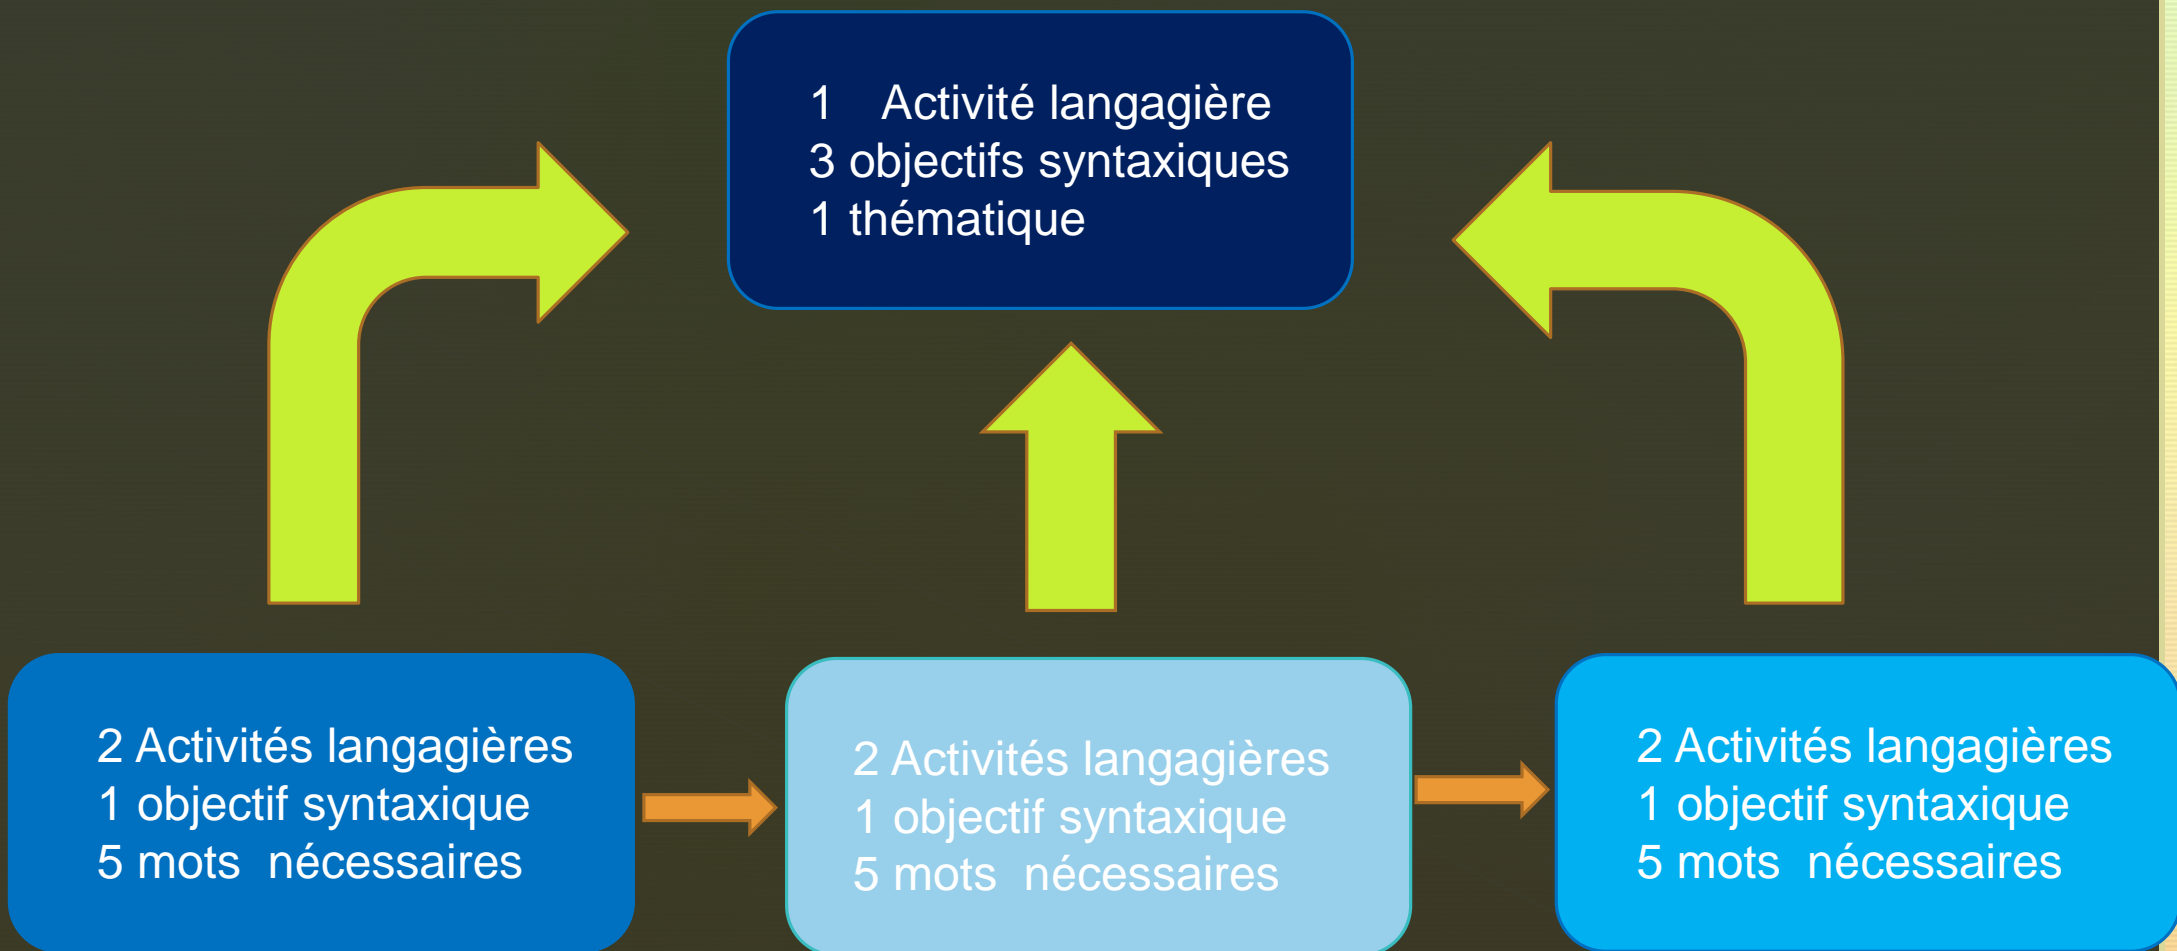 1 Activité langagière
3 objectifs syntaxiques
1 thématique
2 Activités langagières
1 objectif syntaxique
5 mots nécessaires
2 Activités langagières
1 objectif syntaxique
5 mots nécessaires
2 Activités langagières
1 objectif syntaxique
5 mots nécessaires